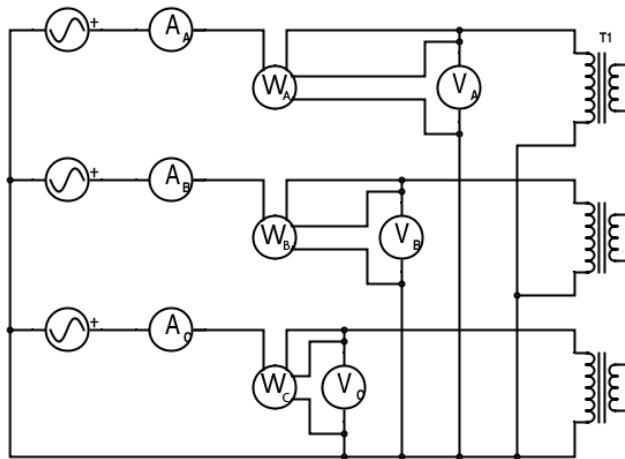 + A A T1
W A V A
+ A B
W B V B
+ A C
W C V C